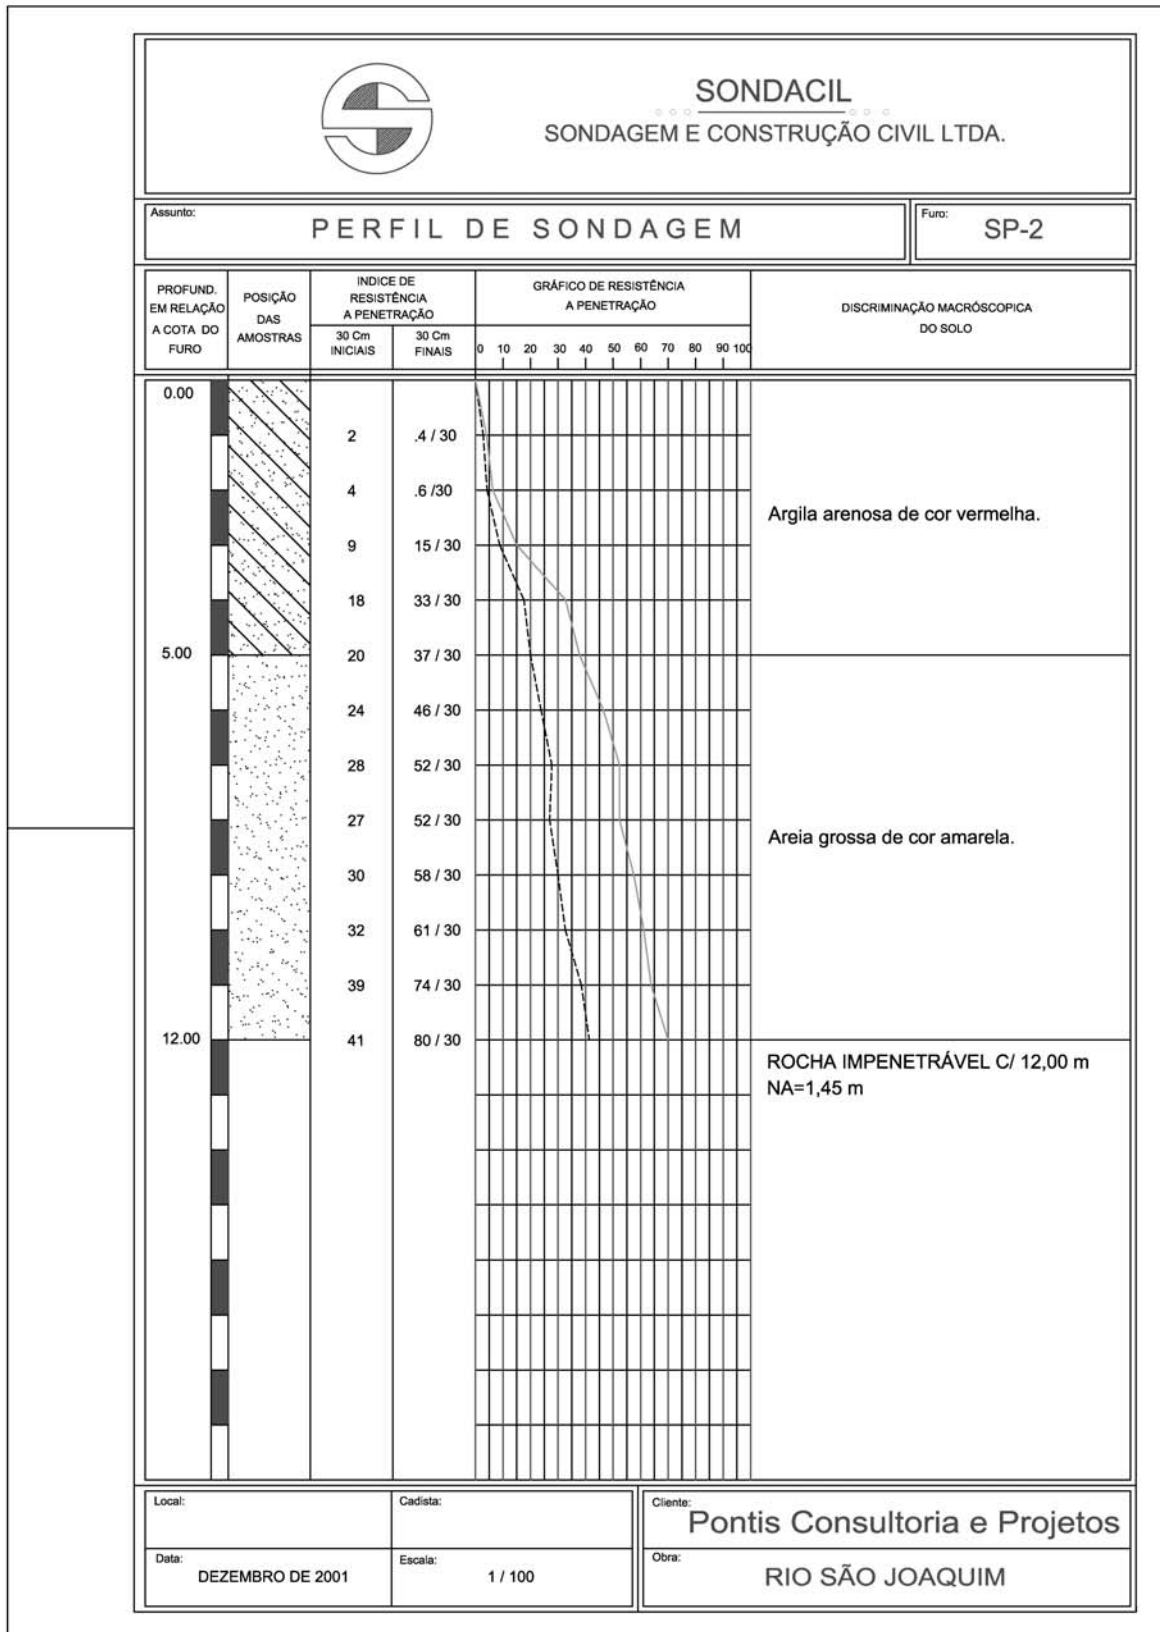 SONDACIL
SONDAGEM E CONSTRUÇÃO CIVIL LTDA.
Assunto:
PERFIL DE SONDAGEM
Furo:
SP-2
PROFUND.
EM RELAÇÃO
A COTA DO
FURO
POSIÇÃO
DAS
AMOSTRAS
INDICE DE
RESISTÊNCIA
A PENETRAÇÃO
30 Cm
INICIAIS
30 Cm
FINAIS
GRÁFICO DE RESISTÊNCIA
A PENETRAÇÃO
0 10 20 30 40 50 60 70 80 90 100
DISCRIMINAÇÃO MACRÓSCOPICA
DO SOLO
0.00
2 .4 / 30
4 .6 /30
Argila arenosa de cor vermelha.
9 15 / 30
18 33 / 30
5.00 20 37 / 30
24 46 / 30
28 52 / 30
27 52 / 30
Areia grossa de cor amarela.
30 58 / 30
32 61 / 30
39 74 / 30
12.00 41 80 / 30
ROCHA IMPENETRÁVEL C/ 12,00 m
NA=1,45 m
Local:
Cadista:
Cliente:
Pontis Consultoria e Projetos
Data:
DEZEMBRO DE 2001
Escala:
1 / 100
Obra:
RIO SÃO JOAQUIM